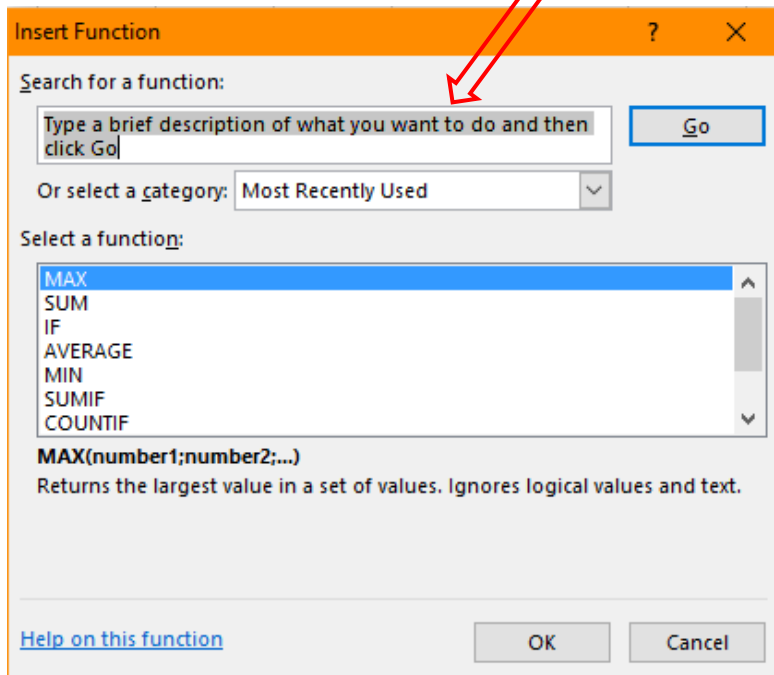 Insert Function ?
Search for a function:
Type a brief description of what you want to do and then
click Go
Go
Or select a category: Most Recently Used
Select a function:
MAX
SUM
IF
AVERAGE
MIN
SUMIF
COUNTIF
MAX(number1;number2;...)
Returns the largest value in a set of values. Ignores logical values and text.
Help on this function
OK Cancel